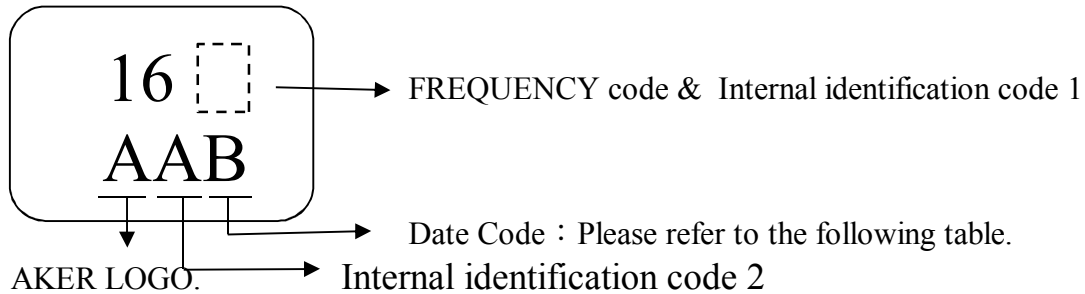 16
FREQUENCY code & Internal identification code 1
AAB
Date Code：Please refer to the following table.
AKER LOGO.
Internal identification code 2